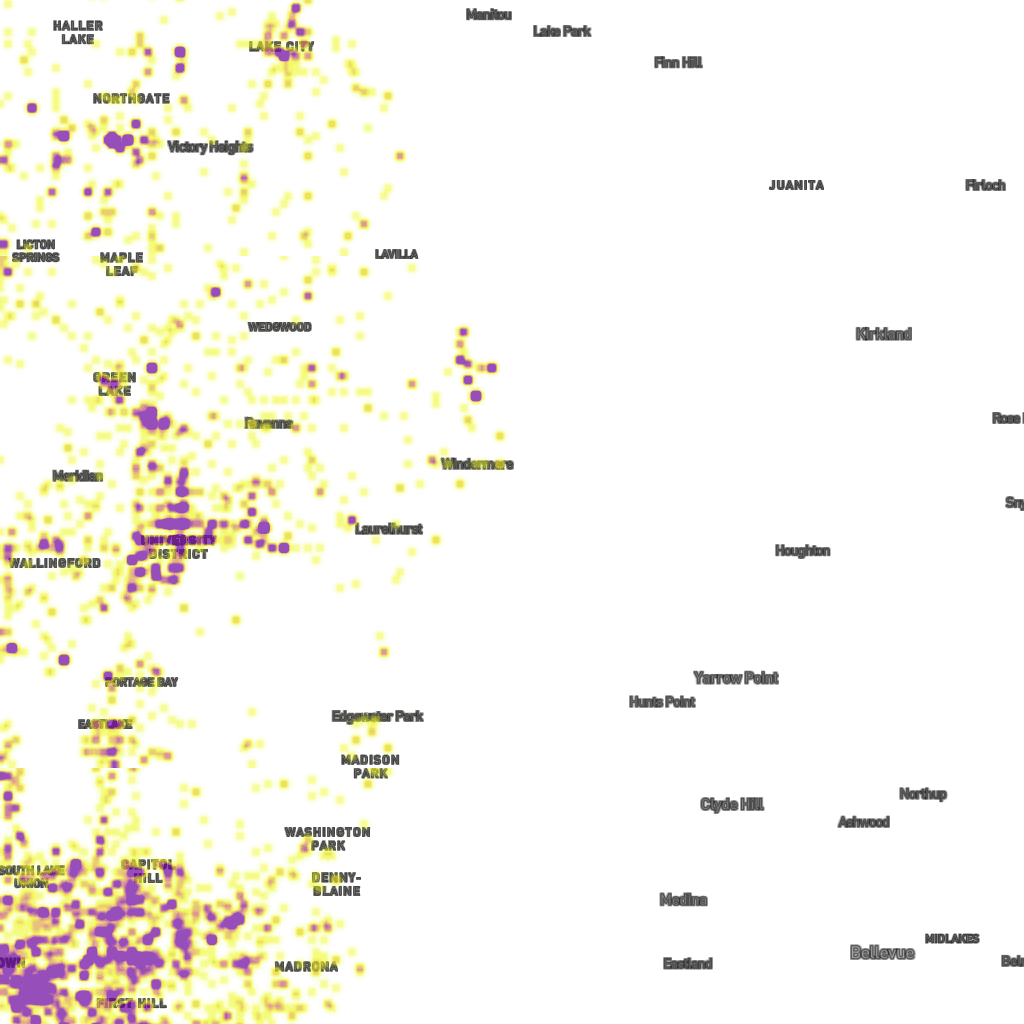 Manitou
HALLER
LAKE
Lake Park
LAKE CITY
Finn Hill
NORTHGATE
Victory Heights
JUANITA
Firloch
LICTON
SPRINGS
MAPLE
LEAF
LAVILLA
WEDGWOOD
Kirkland
GREEN
LAKE
Ravenna
Rose
Windermere
Meridian
Laurelhurst
UNIVERSITY
DISTRICT
Houghton
WALLINGFORD
Yarrow Point
PORTAGE BAY
Hunts Point
Edgewater Park
EASTLAKE
MADISON
PARK
Northup
Clyde Hill
Ashwood
WASHINGTON
PARK
SOUTH LAKE
UNION
CAPITOL
HILL
DENNY-
BLAINE
Medina
MIDLAKES
Bellevue
OWN
Eastland
MADRONA
FIRST HILL